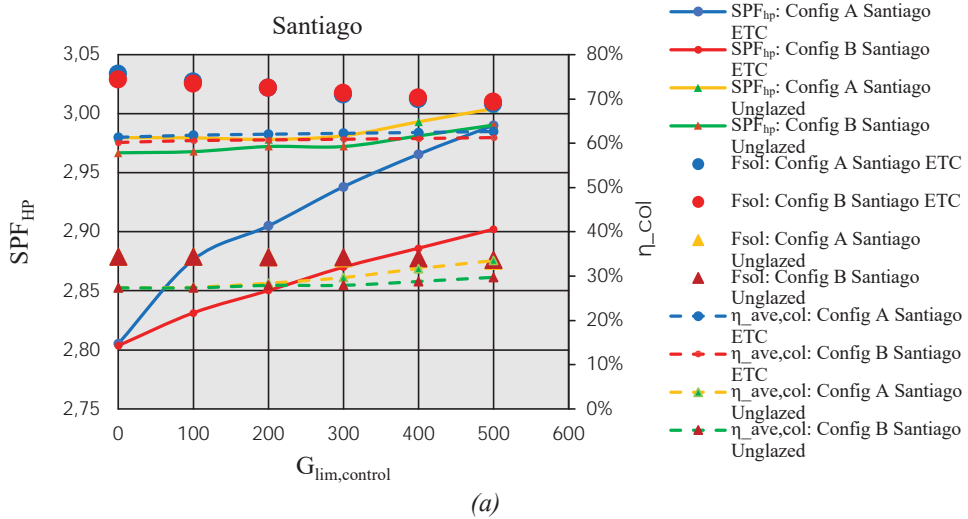 Santiago
3,05
3,00
2,95
2,90
2,85
2,80
2,75
SPF_HP
80%
70%
60%
50%
40%
30%
20%
10%
0%
η_col
0 100 200 300 400 500 600
G_lim,control
SPF_hp: Config A Santiago
ETC
SPF_hp: Config B Santiago
ETC
SPF_hp: Config A Santiago
Unglazed
SPF_hp: Config B Santiago
Unglazed
Fsol: Config A Santiago ETC
Fsol: Config B Santiago ETC
Fsol: Config A Santiago
Unglazed
Fsol: Config B Santiago
Unglazed
η_ave,col: Config A Santiago
ETC
η_ave,col: Config B Santiago
ETC
η_ave,col: Config A Santiago
Unglazed
η_ave,col: Config B Santiago
Unglazed
(a)